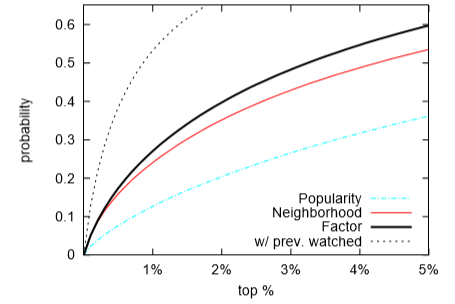 0.6
0.5
0.4
0.3
0.2
0.1
0
probability
Popularity
Neighborhood
Factor
w/ prev. watched
1% 2% 3% 4% 5%
top %